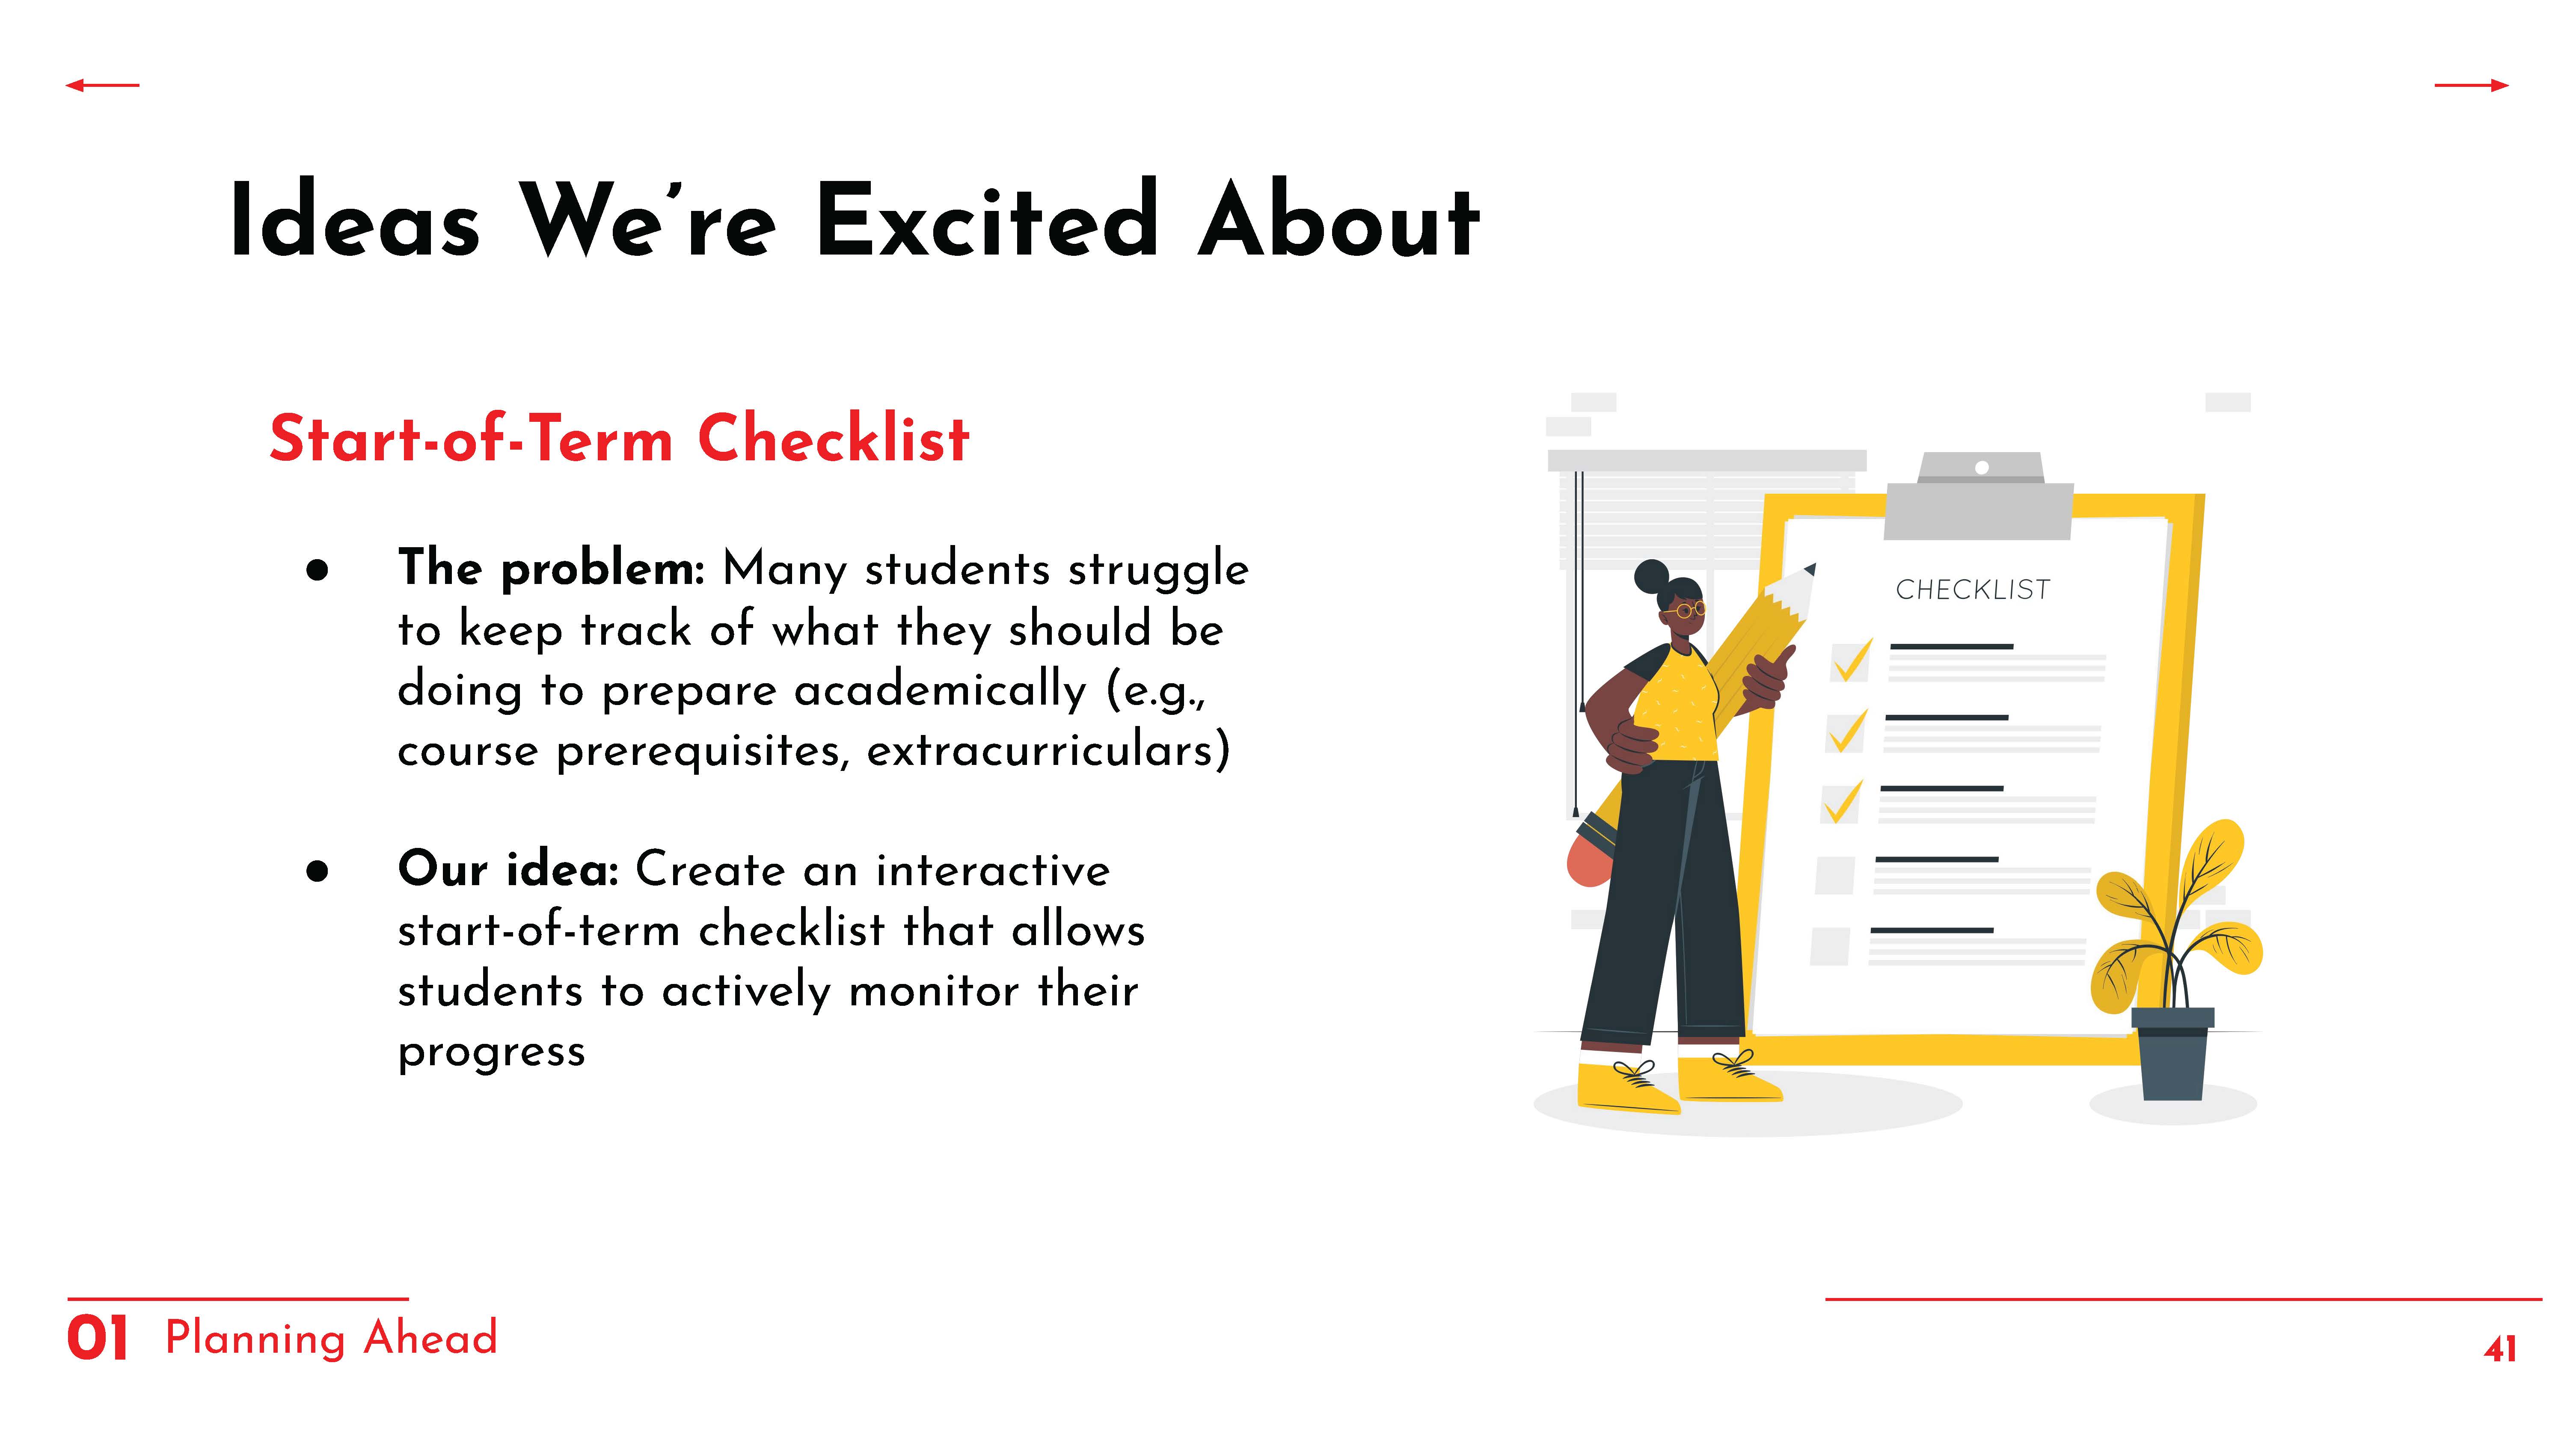 Ideas We’re Excited About
Start-of-Term Checklist
● The problem: Many students struggle
to keep track of what they should be
doing to prepare academically (e.g.,
course prerequisites, extracurriculars)
● Our idea: Create an interactive
start-of-term checklist that allows
students to actively monitor their
progress
CHECKLIST
01 Planning Ahead
41